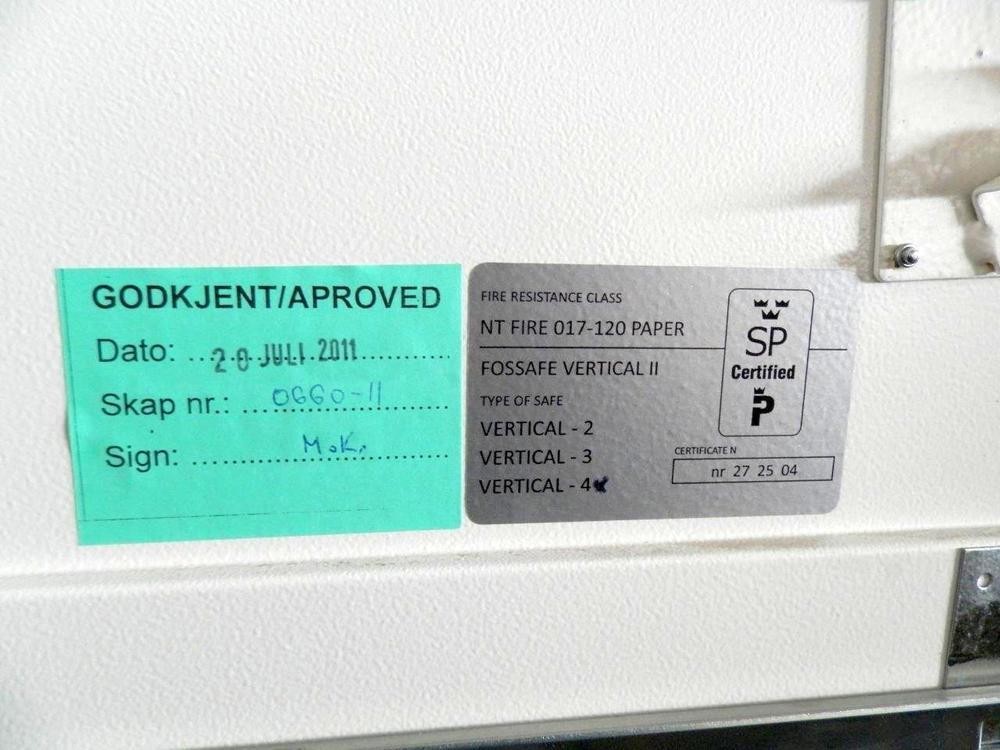 GODKJENT/APROVED
Dato: ...20 JULI 2011...
Skap nr.: ...0660-11...
Sign: ...M.K....
FIRE RESISTANCE CLASS
NT FIRE 017-120 PAPER
FOSSAFE VERTICAL II
TYPE OF SAFE
VERTICAL - 2
VERTICAL - 3
VERTICAL - 4
SP
Certified
P
CERTIFICATE N
nr 27 25 04